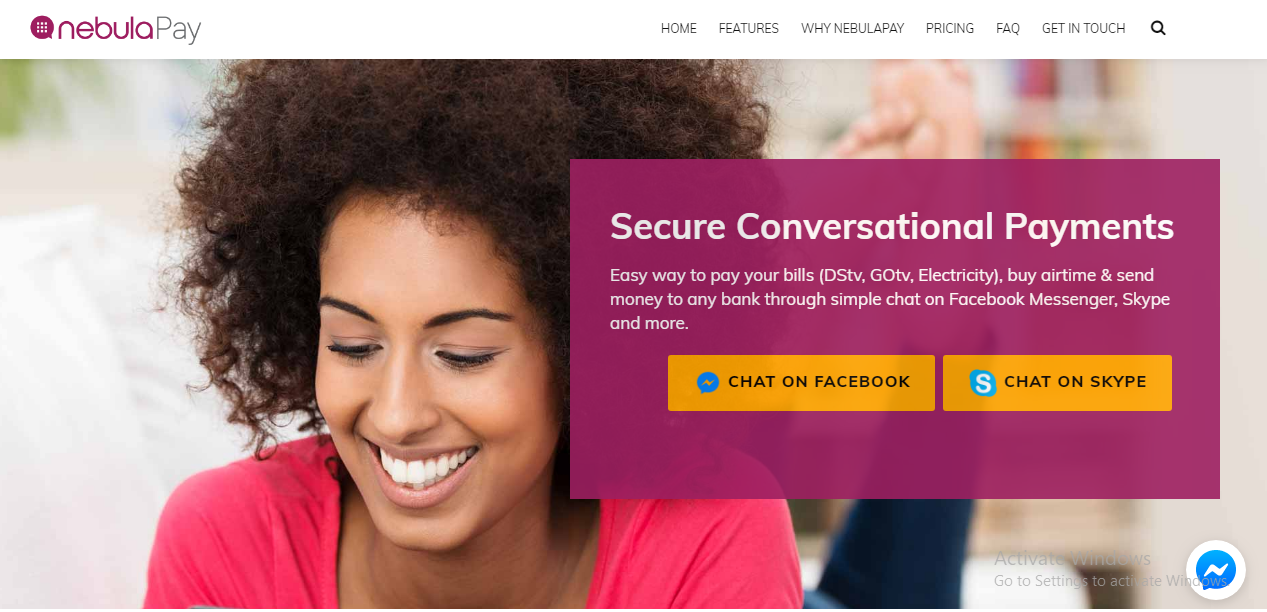 nebulaPay
HOME FEATURES WHY NEBULAPAY PRICING FAQ GET IN TOUCH
Secure Conversational Payments
Easy way to pay your bills (DStv, GOtv, Electricity), buy airtime & send
money to any bank through simple chat on Facebook Messenger, Skype
and more.
CHAT ON FACEBOOK CHAT ON SKYPE
Activate Windows
Go to Settings to activate Windows.